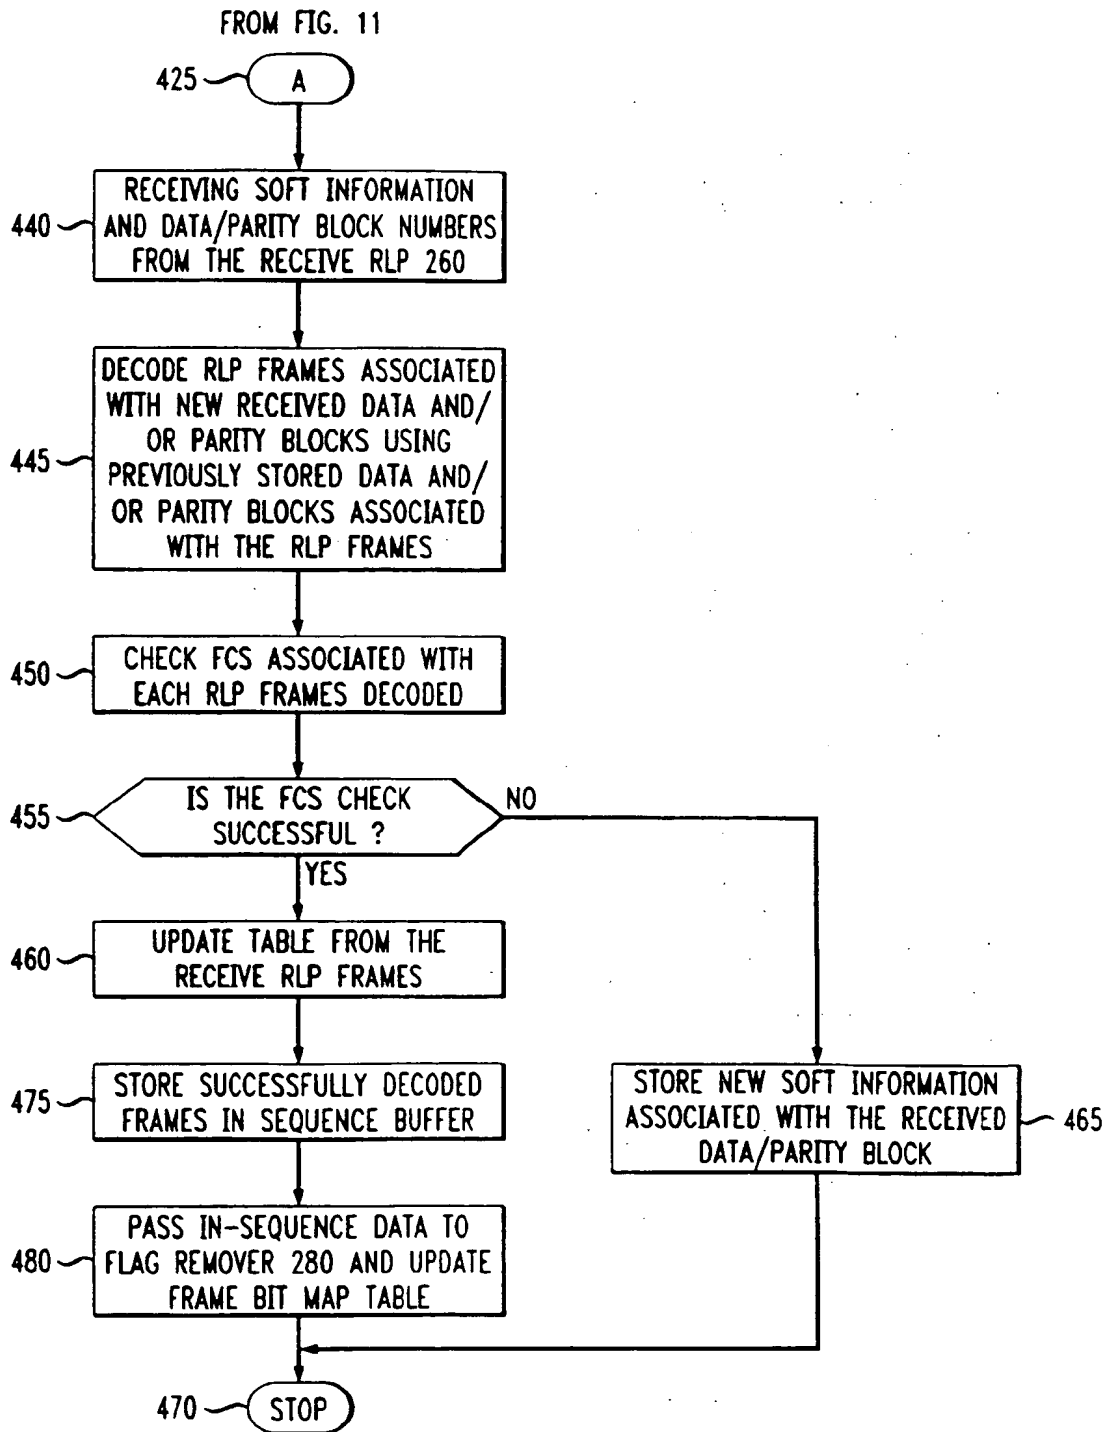 FROM FIG. 11
425
A
440
RECEIVING SOFT INFORMATION
AND DATA/PARITY BLOCK NUMBERS
FROM THE RECEIVE RLP 260
445
DECODE RLP FRAMES ASSOCIATED
WITH NEW RECEIVED DATA AND/
OR PARITY BLOCKS USING
PREVIOUSLY STORED DATA AND/
OR PARITY BLOCKS ASSOCIATED
WITH THE RLP FRAMES
450
CHECK FCS ASSOCIATED WITH
EACH RLP FRAMES DECODED
455
IS THE FCS CHECK
SUCCESSFUL ?
NO
YES
460
UPDATE TABLE FROM THE
RECEIVE RLP FRAMES
475
STORE SUCCESSFULLY DECODED
FRAMES IN SEQUENCE BUFFER
STORE NEW SOFT INFORMATION
ASSOCIATED WITH THE RECEIVED
DATA/PARITY BLOCK
465
480
PASS IN-SEQUENCE DATA TO
FLAG REMOVER 280 AND UPDATE
FRAME BIT MAP TABLE
470
STOP